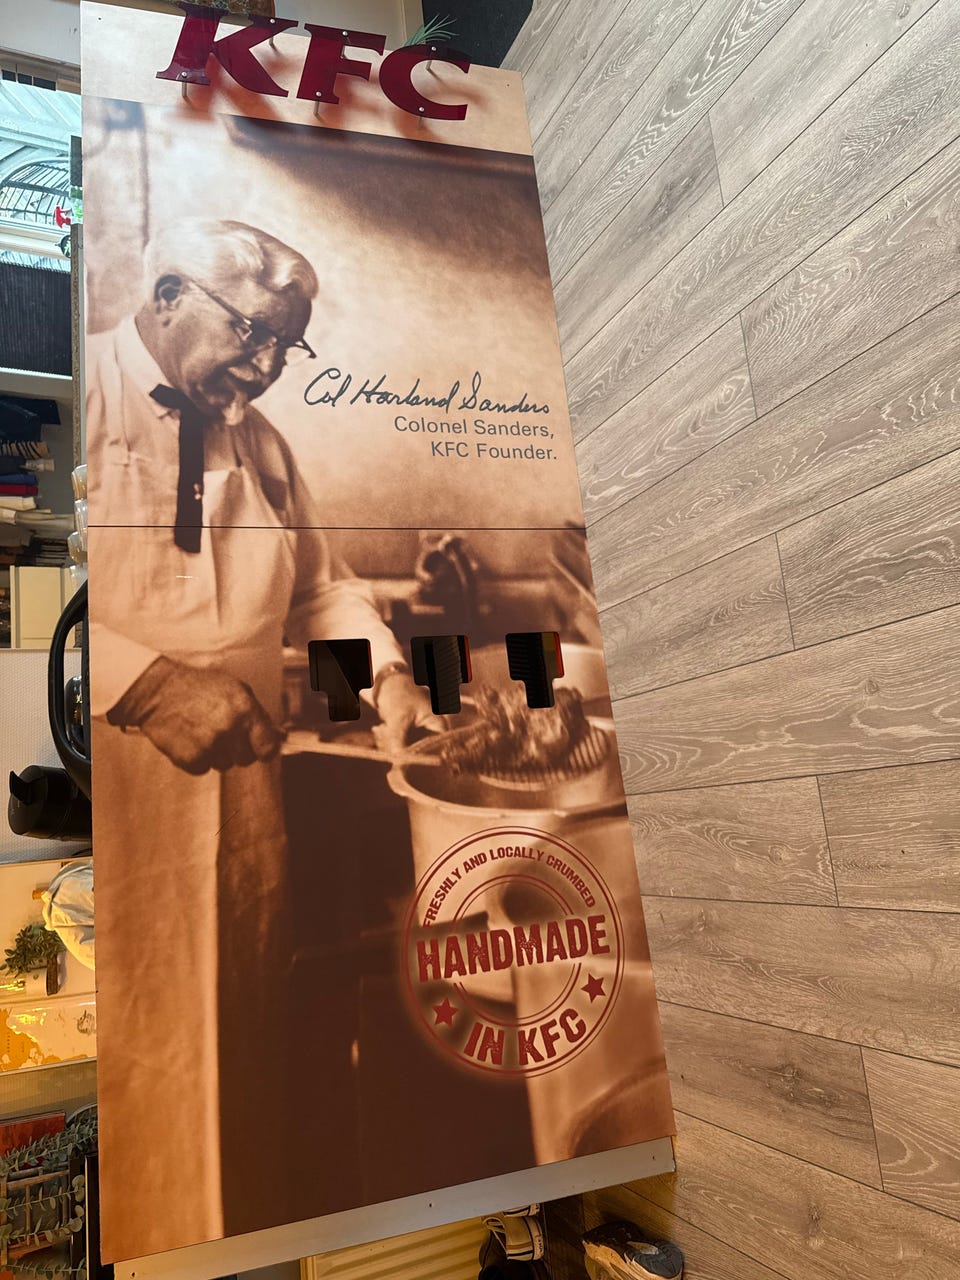 KFC
Col Harland Sanders
Colonel Sanders,
KFC Founder.
FRESHLY AND LOCALLY CRUMBED
HANDMADE
IN KFC